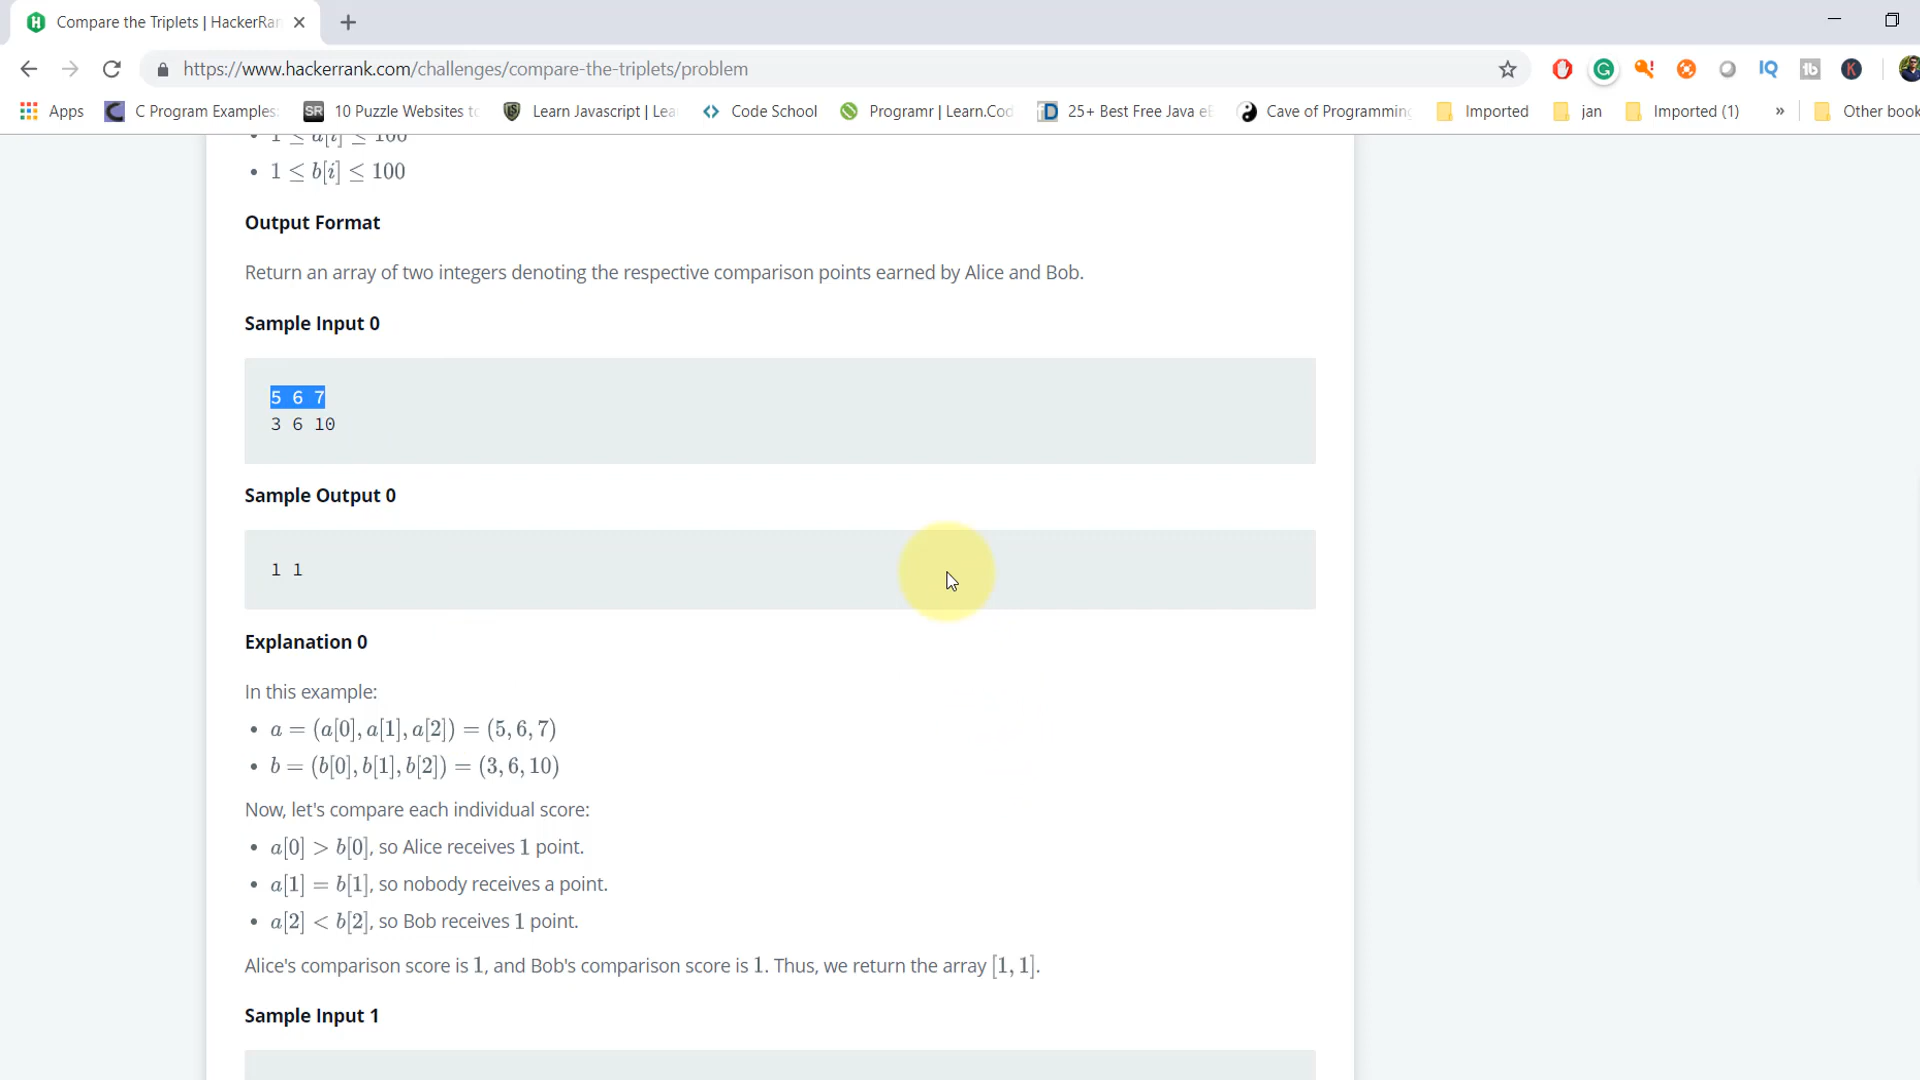 Compare the Triplets | HackerRan
https://www.hackerrank.com/challenges/compare-the-triplets/problem
Apps C Program Examples: SR 10 Puzzle Websites to Learn Javascript | Lea Code School Programr | Learn.Cod 25+ Best Free Java eB Cave of Programming Imported jan Imported (1) » Other book
• 1 ≤ a[i] ≤ 100
• 1 ≤ b[i] ≤ 100
Output Format
Return an array of two integers denoting the respective comparison points earned by Alice and Bob.
Sample Input 0
5 6 7
3 6 10
Sample Output 0
1 1
Explanation 0
In this example:
• a = (a[0], a[1], a[2]) = (5, 6, 7)
• b = (b[0], b[1], b[2]) = (3, 6, 10)
Now, let's compare each individual score:
• a[0] > b[0], so Alice receives 1 point.
• a[1] = b[1], so nobody receives a point.
• a[2] < b[2], so Bob receives 1 point.
Alice's comparison score is 1, and Bob's comparison score is 1. Thus, we return the array [1, 1].
Sample Input 1